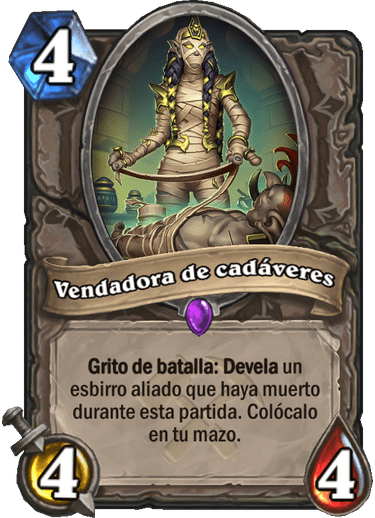 4
Vendadora de cadáveres
Grito de batalla: Devela un
esbirro aliado que haya muerto
durante esta partida. Colócalo
en tu mazo.
4
4